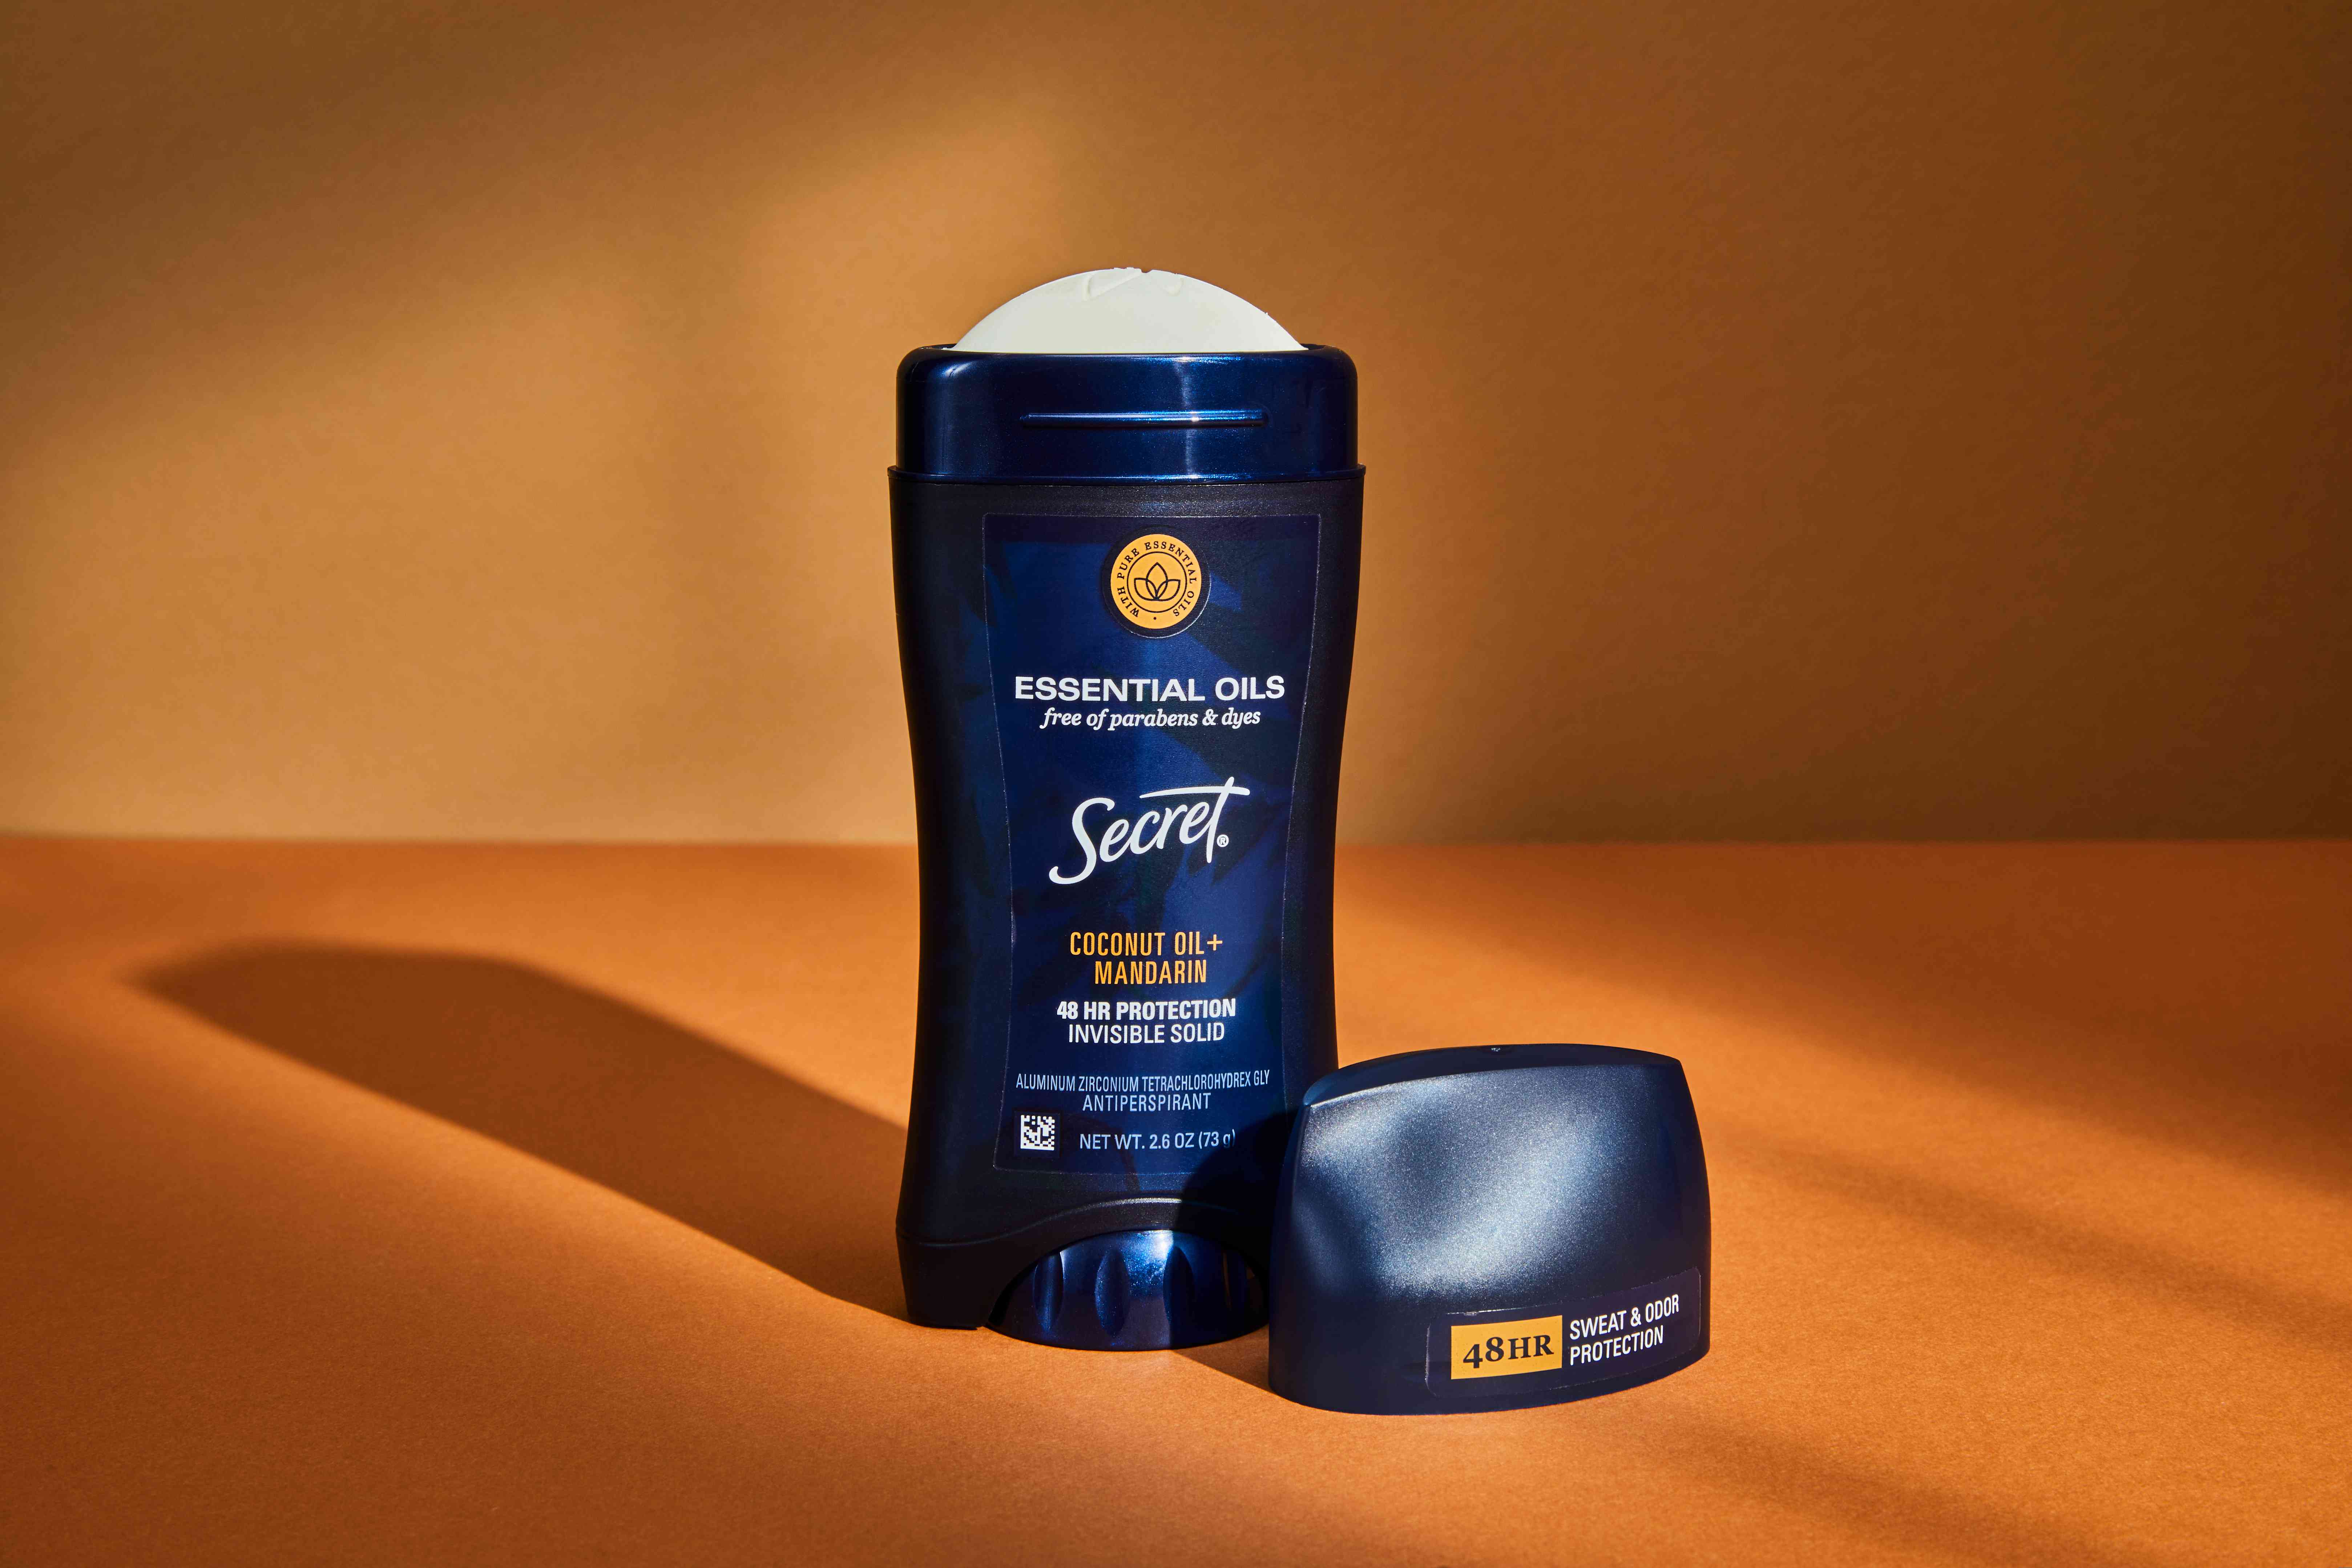 WITH PURE ESSENTIAL OILS
ESSENTIAL OILS
free of parabens & dyes
Secret®
COCONUT OIL+
MANDARIN
48 HR PROTECTION
INVISIBLE SOLID
ALUMINUM ZIRCONIUM TETRACHLOROHYDREX GLY
ANTIPERSPIRANT
NET WT. 2.6 OZ (73 g)
48HR
SWEAT & ODOR
PROTECTION